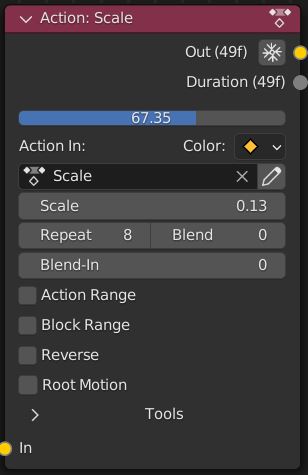 Action: Scale
Out (49f)
Duration (49f)
67.35
Action In: Color:
Scale
Scale 0.13
Repeat 8 Blend 0
Blend-In 0
Action Range
Block Range
Reverse
Root Motion
Tools
In